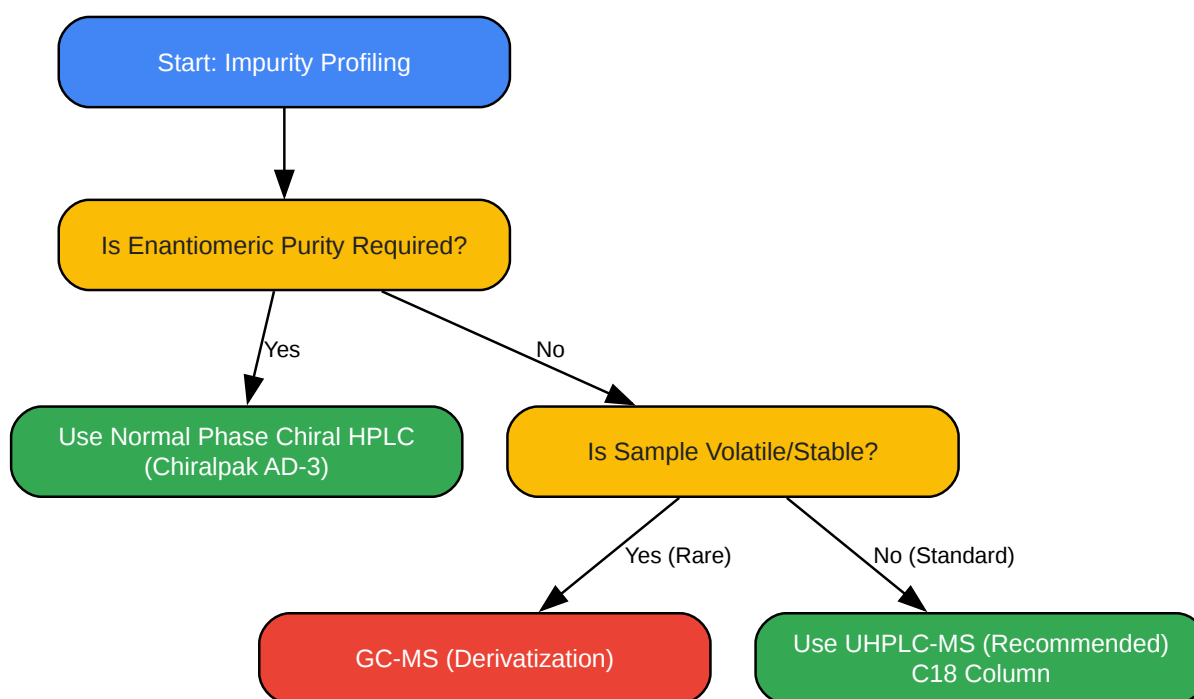 Start: Impurity Profiling
Is Enantiomeric Purity Required?
Yes
No
Use Normal Phase Chiral HPLC
(Chiralpak AD-3)
Is Sample Volatile/Stable?
Yes (Rare)
No (Standard)
GC-MS (Derivatization)
Use UHPLC-MS (Recommended)
C18 Column